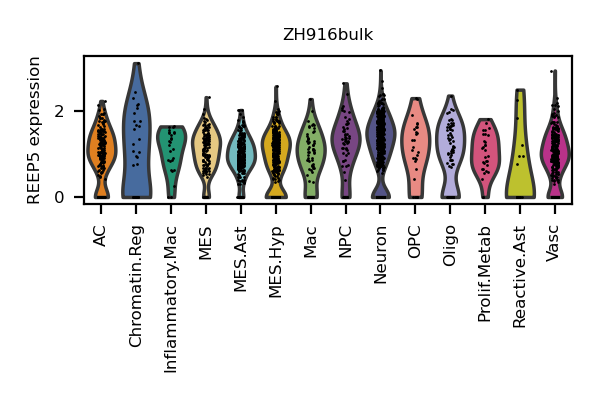 ZH916bulk
REEP5 expression
2
0
AC
Chromatin.Reg
Inflammatory.Mac
MES
MES.Ast
MES.Hyp
Mac
NPC
Neuron
OPC
Oligo
Prolif.Metab
Reactive.Ast
Vasc